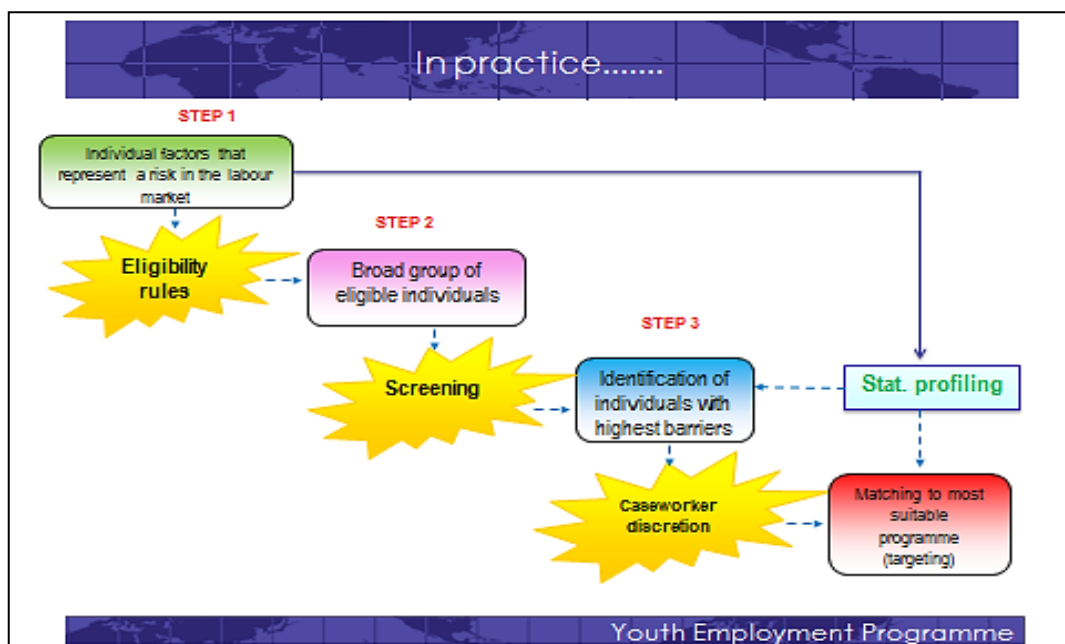 In practice.......
STEP 1
Individual factors that
represent a risk in the labour
market
Eligibility
rules
STEP 2
Broad group of
eligible individuals
Screening
STEP 3
Identification of
individuals with
highest barriers
Stat. profiling
Caseworker
discretion
Matching to most
suitable
programme
(targeting)
Youth Employment Programme